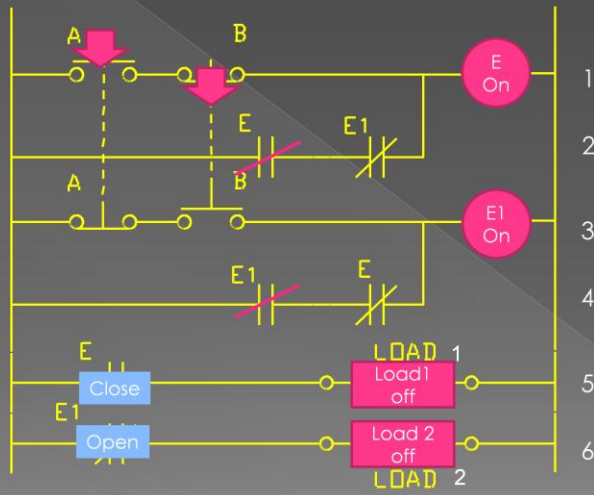 A
B
E
On
1
E
E1
2
A
B
E1
On
3
E1
E
4
E
LOAD 1
Close
Load1
off
5
E1
Open
Load 2
off
6
LOAD 2